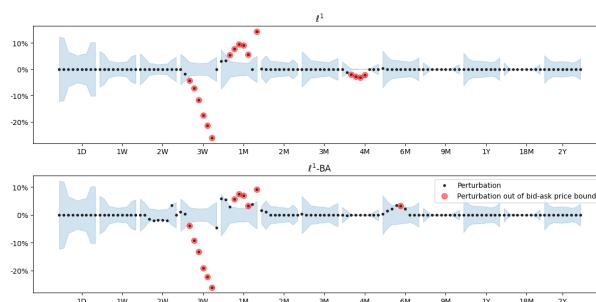 ℓ¹
10%
0%
-10%
-20%
1D 1W 2W 3W 1M 2M 3M 4M 6M 9M 1Y 18M 2Y
ℓ¹-BA
Perturbation
Perturbation out of bid-ask price bound
10%
0%
-10%
-20%
1D 1W 2W 3W 1M 2M 3M 4M 6M 9M 1Y 18M 2Y